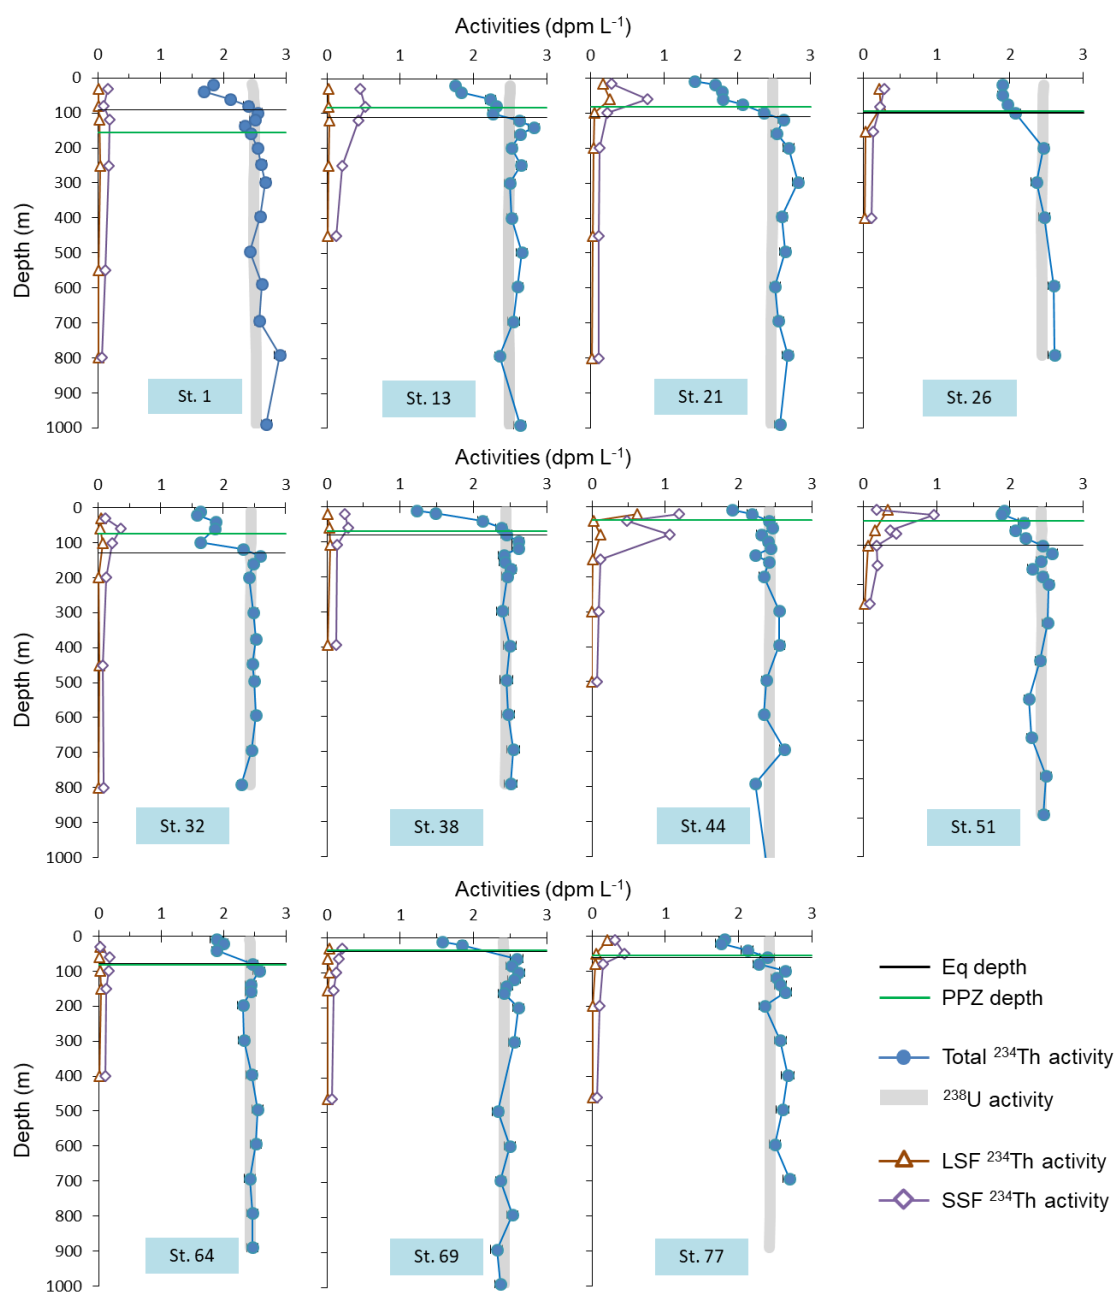 Activities (dpm L⁻¹)
0 1 2 3 0 1 2 3 0 1 2 3 0 1 2 3
Depth (m)
0
100
200
300
400
500
600
700
800
900
1000
St. 1 St. 13 St. 21 St. 26
Activities (dpm L⁻¹)
0 1 2 3 0 1 2 3 0 1 2 3 0 1 2 3
Depth (m)
0
100
200
300
400
500
600
700
800
900
1000
St. 32 St. 38 St. 44 St. 51
Activities (dpm L⁻¹)
0 1 2 3 0 1 2 3 0 1 2 3
Depth (m)
0
100
200
300
400
500
600
700
800
900
1000
St. 64 St. 69 St. 77
Eq depth
PPZ depth
Total ²³⁴Th activity
²³⁸U activity
LSF ²³⁴Th activity
SSF ²³⁴Th activity